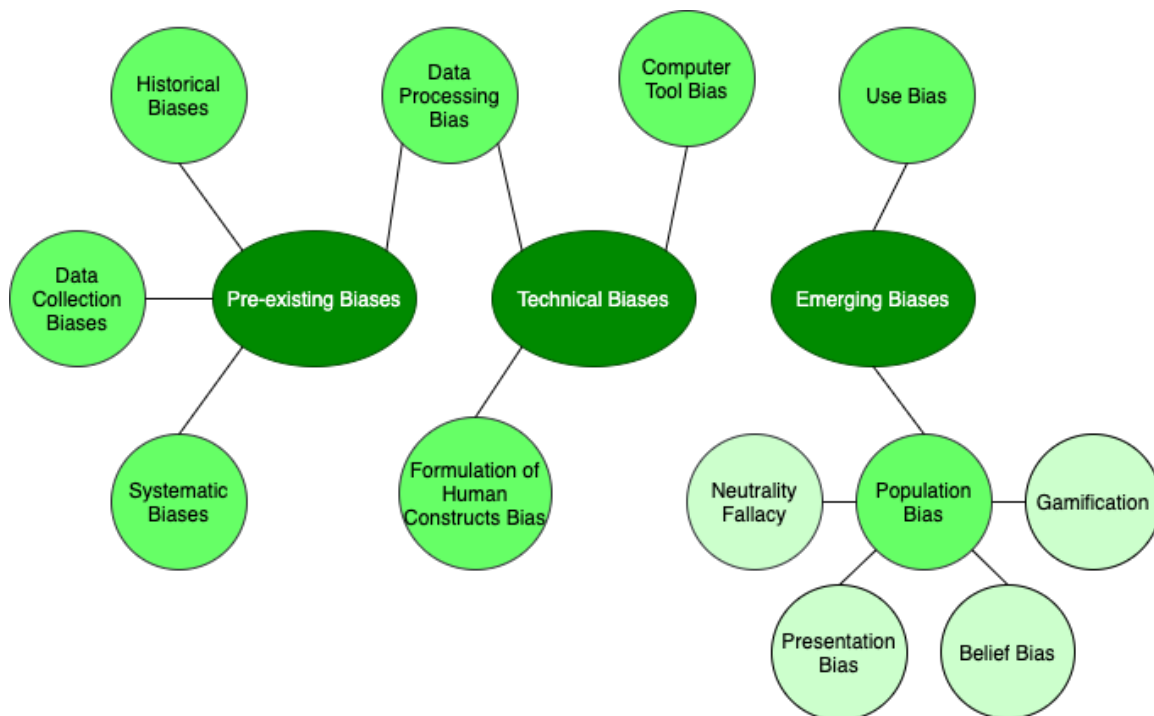 Historical
Biases
Data
Processing
Bias
Computer
Tool Bias
Use Bias
Data
Collection
Biases
Pre-existing Biases
Technical Biases
Emerging Biases
Systematic
Biases
Formulation of
Human
Constructs Bias
Neutrality
Fallacy
Population
Bias
Gamification
Presentation
Bias
Belief Bias